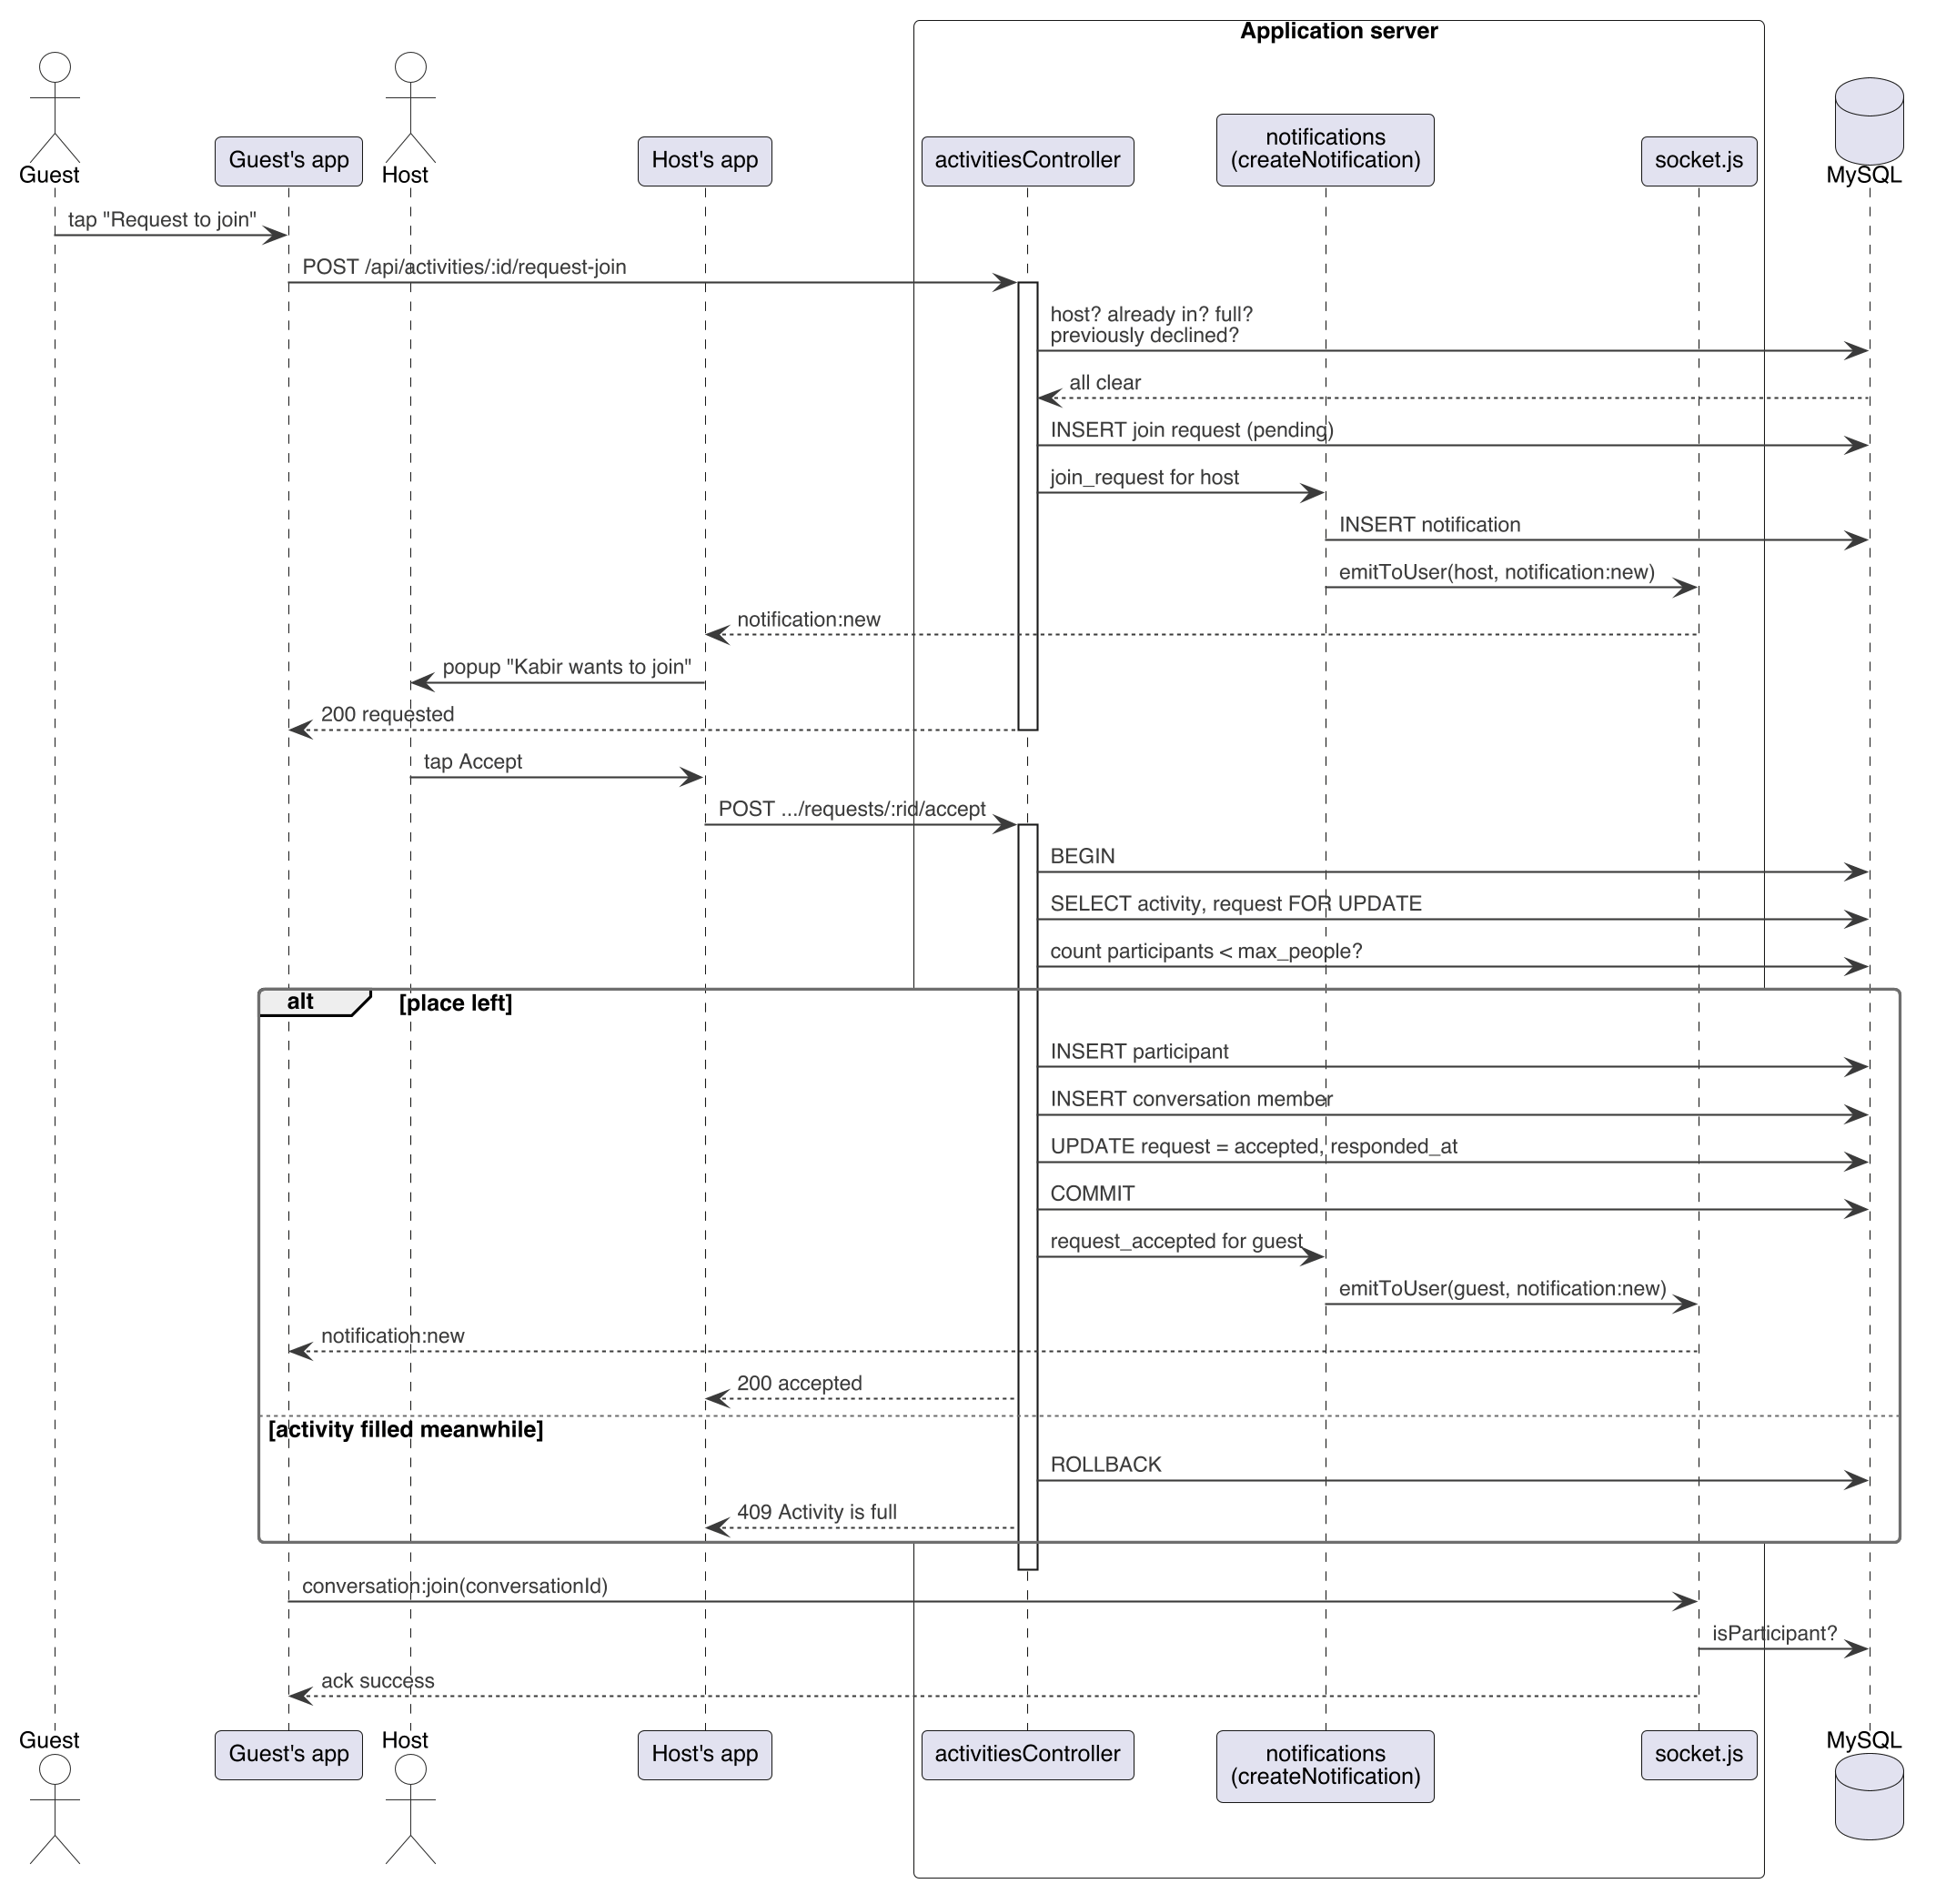 Application server
Guest
Guest's app
Host
Host's app
activitiesController
notifications
(createNotification)
socket.js
MySQL
tap "Request to join"
POST /api/activities/:id/request-join
host? already in? full?
previously declined?
all clear
INSERT join request (pending)
join_request for host
INSERT notification
emitToUser(host, notification:new)
notification:new
popup "Kabir wants to join"
200 requested
tap Accept
POST .../requests/:rid/accept
BEGIN
SELECT activity, request FOR UPDATE
count participants < max_people?
alt
[place left]
INSERT participant
INSERT conversation member
UPDATE request = accepted, responded_at
COMMIT
request_accepted for guest
emitToUser(guest, notification:new)
notification:new
200 accepted
[activity filled meanwhile]
ROLLBACK
409 Activity is full
conversation:join(conversationId)
isParticipant?
ack success
Guest
Guest's app
Host
Host's app
activitiesController
notifications
(createNotification)
socket.js
MySQL